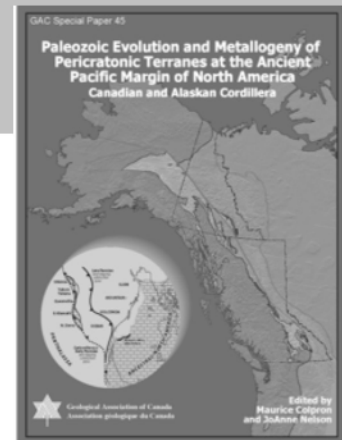 GAC Special Paper 45
Paleozoic Evolution and Metallogeny of
Pericratonic Terranes at the Ancient
Pacific Margin of North America
Canadian and Alaskan Cordillera
Geological Association of Canada
Association géologique du Canada
Edited by
Maurice Colpron
and JoAnne Nelson